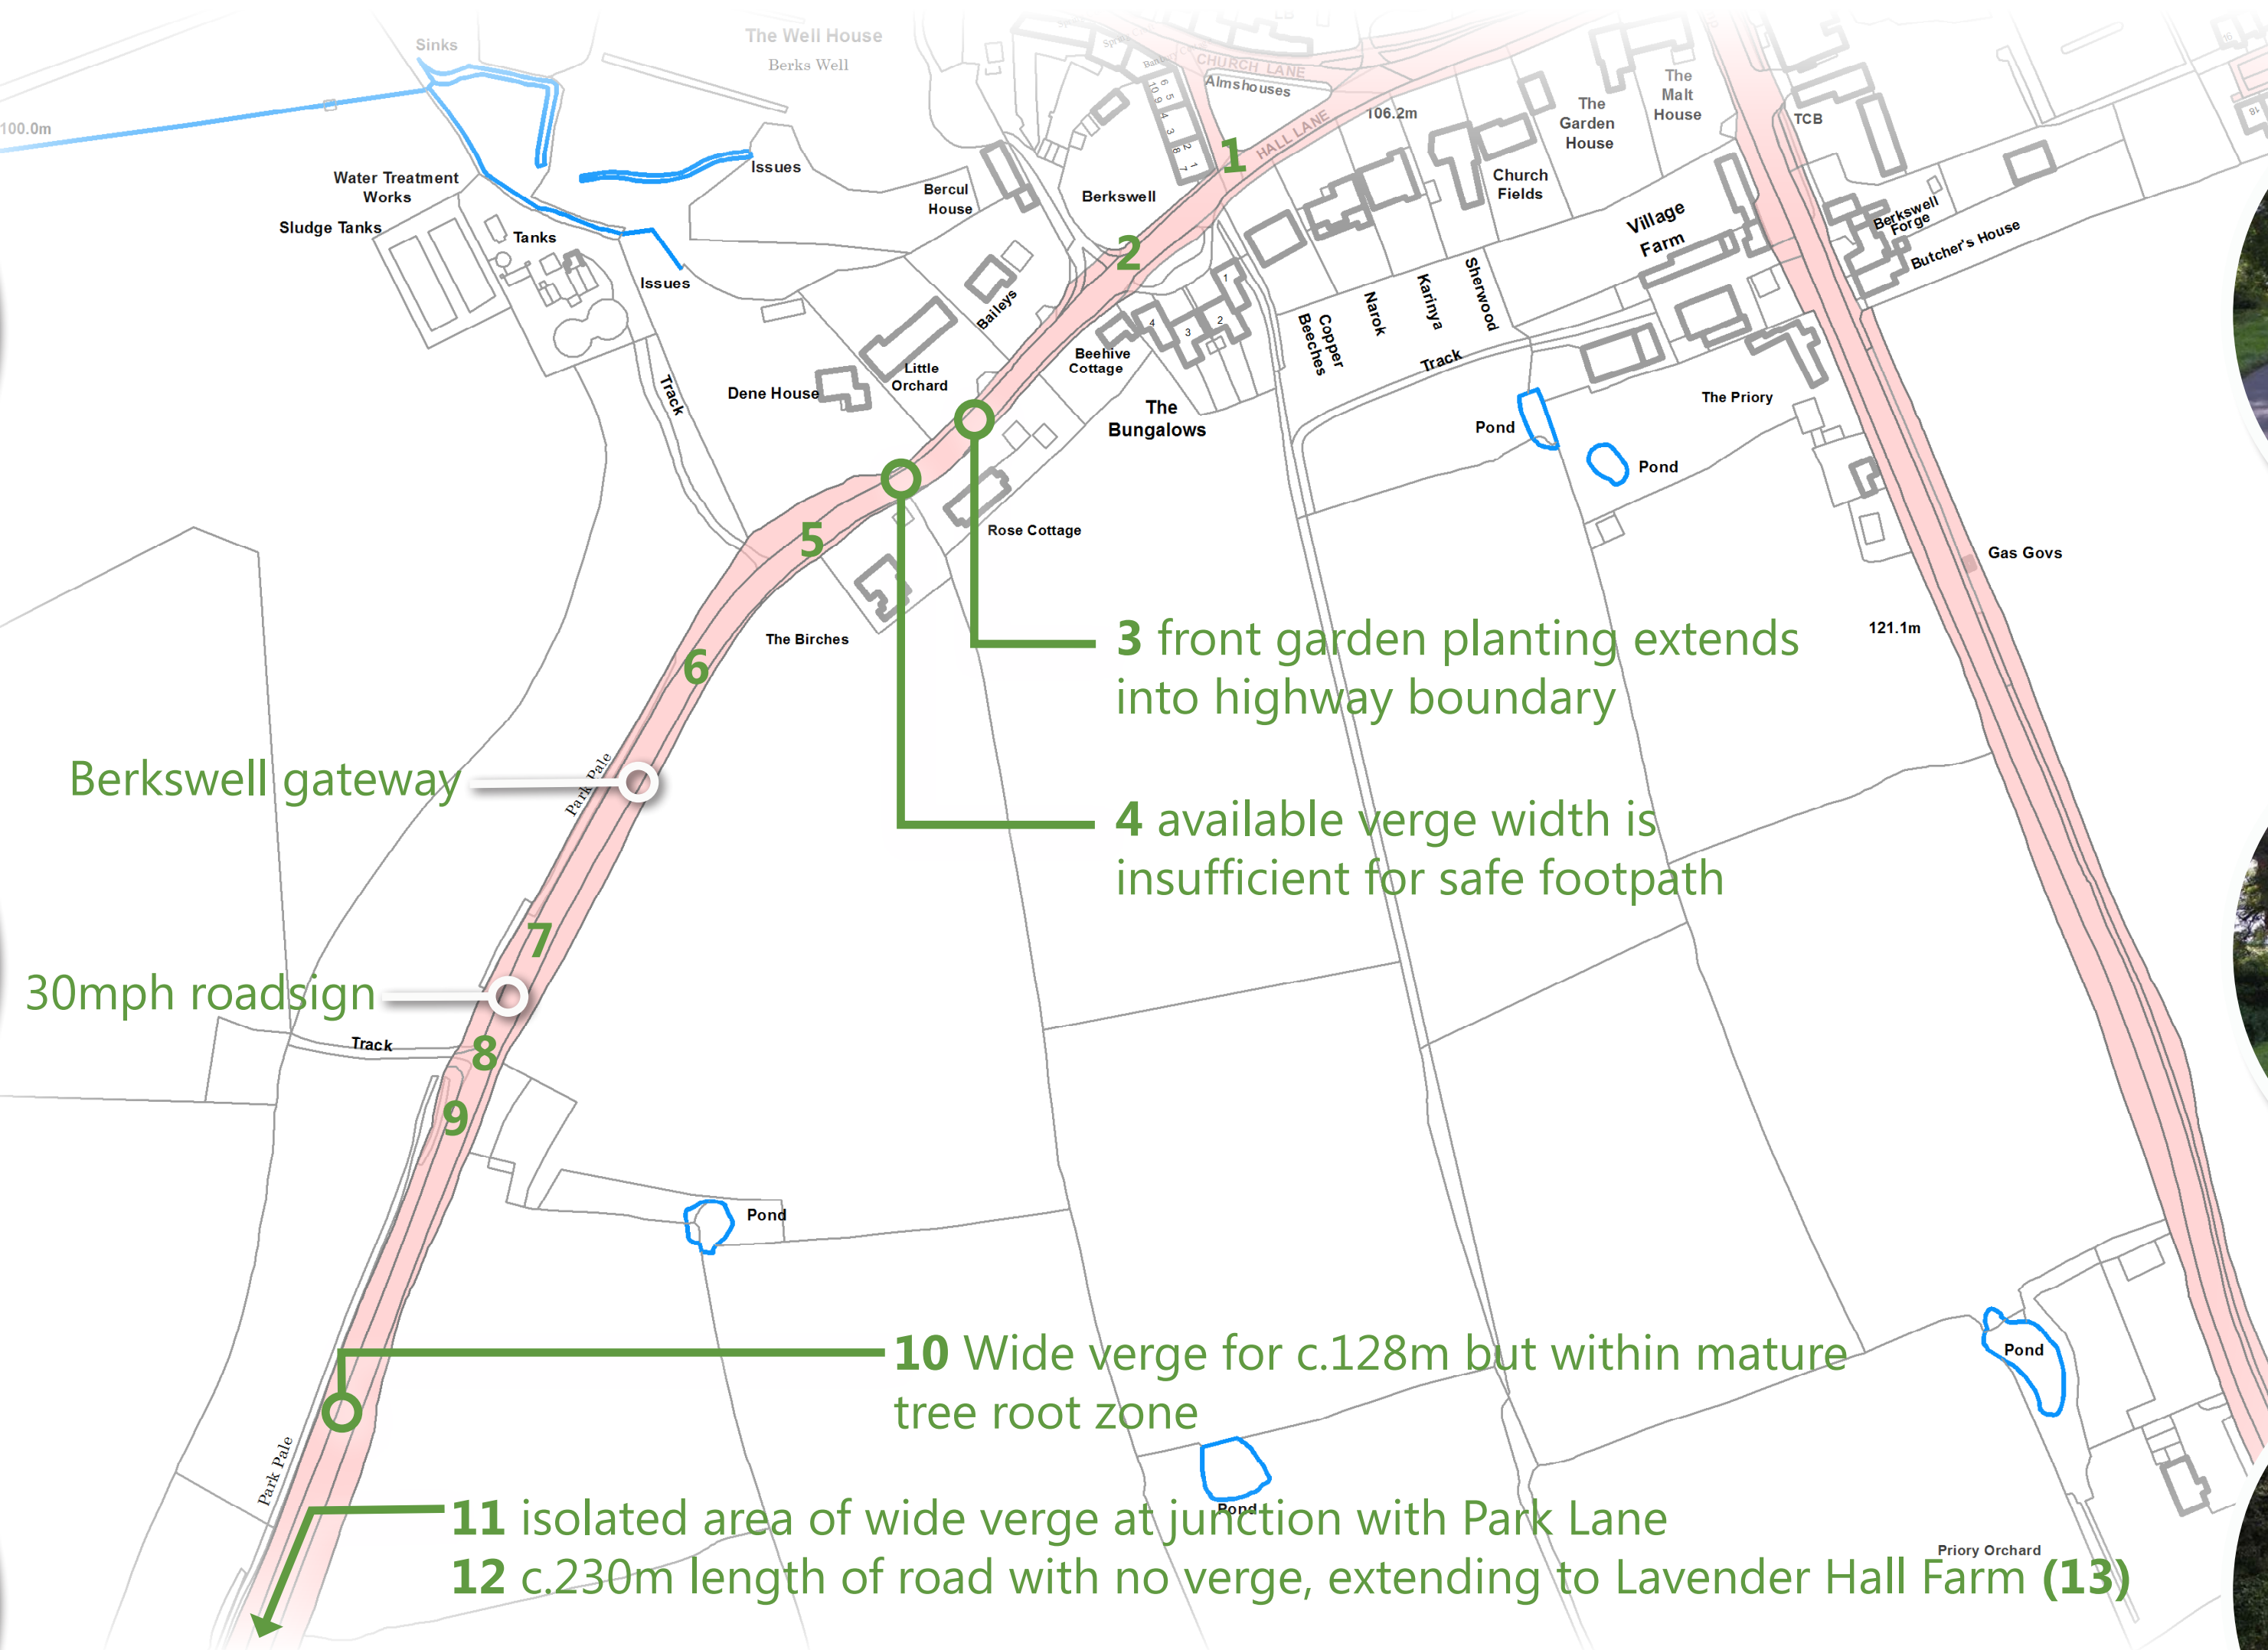 Sinks
The Well House
Berks Well
CHURCH LANE
Almshouses
HALL LANE
106.2m
The
Malt
House
The
Garden
House
TCB
100.0m
Water Treatment
Works
Sludge Tanks
Tanks
Issues
Issues
Bercul
House
Berkswell
1
Church
Fields
Village
Farm
Berkswell
Forge
Butcher's House
2
Baileys
Little
Orchard
Dene House
Track
Beehive
Cottage
1
2
3
4
The
Bungalows
Copper
Beeches
Narok
Karinya
Sherwood
Track
Pond
Pond
The Priory
Rose Cottage
5
Gas Govs
The Birches
121.1m
6
3 front garden planting extends
into highway boundary
Berkswell gateway
Park Pale
4 available verge width is
insufficient for safe footpath
7
30mph roadsign
Track
8
9
Pond
10 Wide verge for c.128m but within mature
tree root zone
Pond
Park Pale
Pond
11 isolated area of wide verge at junction with Park Lane
Priory Orchard
12 c.230m length of road with no verge, extending to Lavender Hall Farm (13)